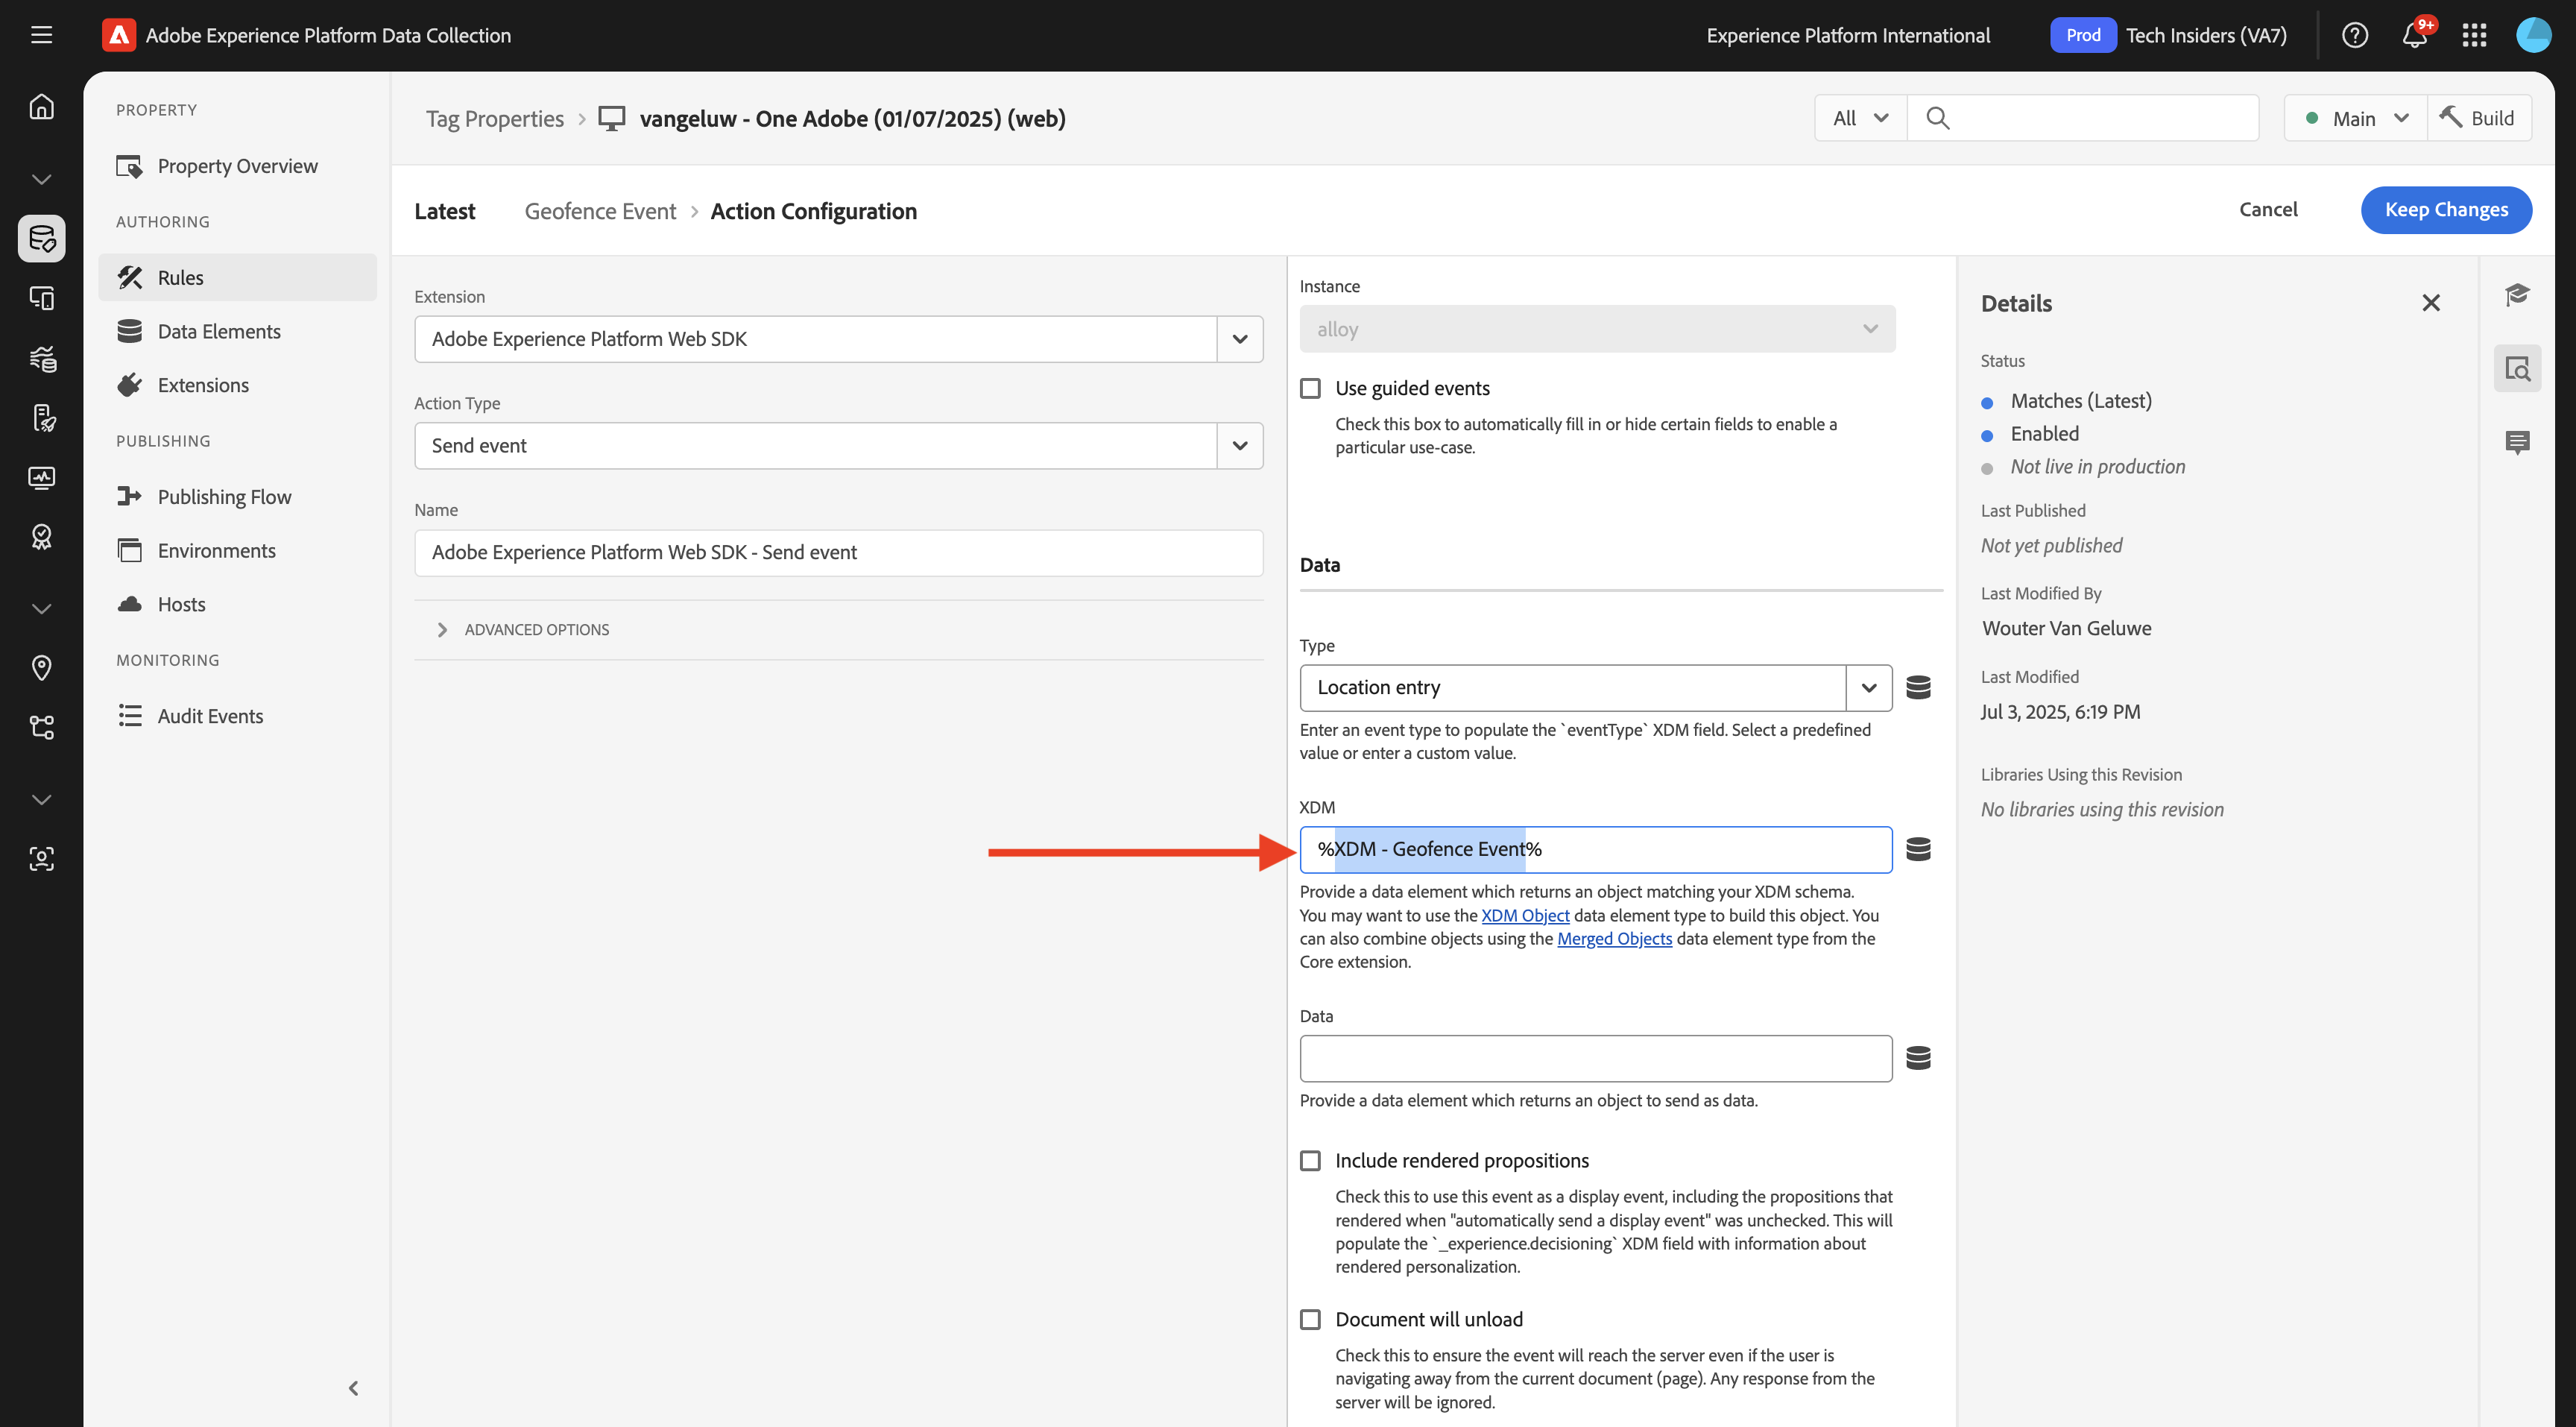 Adobe Experience Platform Data Collection
Experience Platform International
Prod
Tech Insiders (VA7)
9+
PROPERTY
Property Overview
AUTHORING
Rules
Data Elements
Extensions
PUBLISHING
Publishing Flow
Environments
Hosts
MONITORING
Audit Events
Tag Properties
vangeluw - One Adobe (01/07/2025) (web)
All
Main
Build
Latest
Geofence Event
Action Configuration
Cancel
Keep Changes
Extension
Adobe Experience Platform Web SDK
Action Type
Send event
Name
Adobe Experience Platform Web SDK - Send event
ADVANCED OPTIONS
Instance
alloy
Use guided events
Check this box to automatically fill in or hide certain fields to enable a
particular use-case.
Data
Type
Location entry
Enter an event type to populate the `eventType` XDM field. Select a predefined
value or enter a custom value.
XDM
%XDM - Geofence Event%
Provide a data element which returns an object matching your XDM schema.
You may want to use the XDM Object data element type to build this object. You
can also combine objects using the Merged Objects data element type from the
Core extension.
Data
Provide a data element which returns an object to send as data.
Include rendered propositions
Check this to use this event as a display event, including the propositions that
rendered when "automatically send a display event" was unchecked. This will
populate the `_experience.decisioning` XDM field with information about
rendered personalization.
Document will unload
Check this to ensure the event will reach the server even if the user is
navigating away from the current document (page). Any response from the
server will be ignored.
Details
Status
Matches (Latest)
Enabled
Not live in production
Last Published
Not yet published
Last Modified By
Wouter Van Geluwe
Last Modified
Jul 3, 2025, 6:19 PM
Libraries Using this Revision
No libraries using this revision